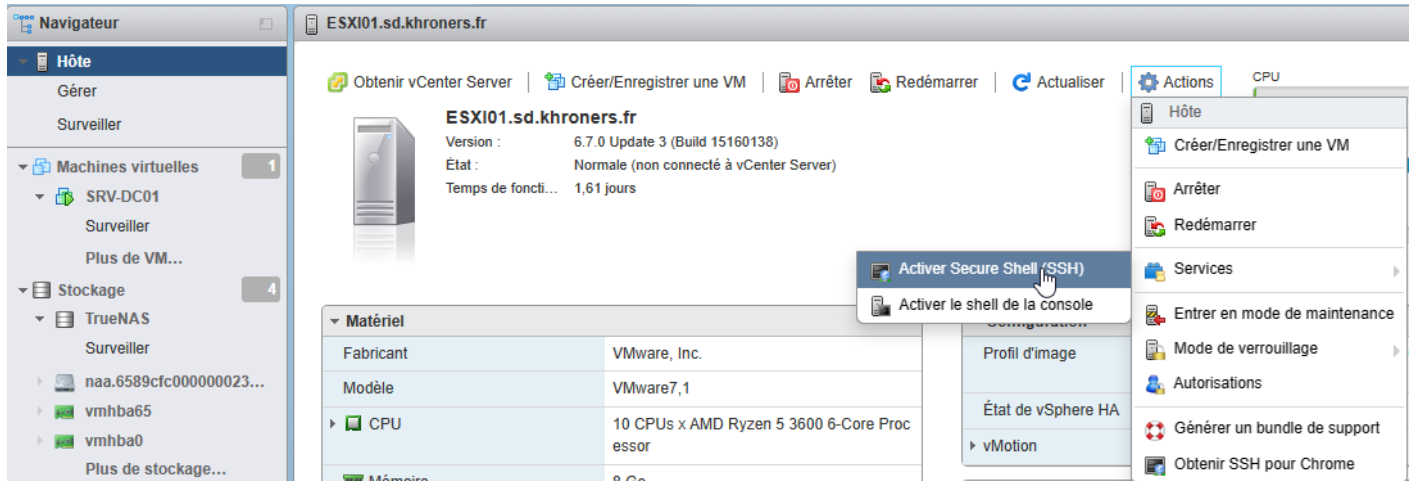 Navigateur
Hôte
Gérer
Surveiller
Machines virtuelles 1
SRV-DC01
Surveiller
Plus de VM...
Stockage 4
TrueNAS
Surveiller
naa.6589cfc000000023...
vmhba65
vmhba0
Plus de stockage...
ESXI01.sd.khroners.fr
Obtenir vCenter Server Créer/Enregistrer une VM Arrêter Redémarrer Actualiser Actions CPU
ESXI01.sd.khroners.fr
Version : 6.7.0 Update 3 (Build 15160138)
État : Normale (non connecté à vCenter Server)
Temps de foncti... 1,61 jours
Matériel
Fabricant VMware, Inc.
Modèle VMware7,1
CPU 10 CPUs x AMD Ryzen 5 3600 6-Core Proc
essor
Mémoire 8 Go
Configuration
Profil d'image
État de vSphere HA
vMotion
Activer Secure Shell (SSH)
Activer le shell de la console
Hôte
Créer/Enregistrer une VM
Arrêter
Redémarrer
Services
Entrer en mode de maintenance
Mode de verrouillage
Autorisations
Générer un bundle de support
Obtenir SSH pour Chrome